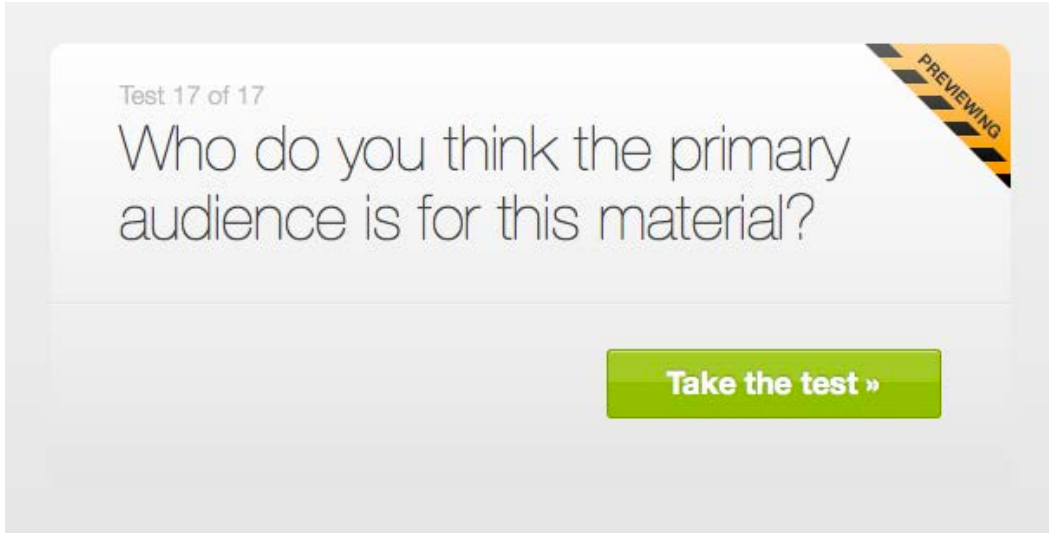 Test 17 of 17
PREVIEWING
Who do you think the primary
audience is for this material?
Take the test »